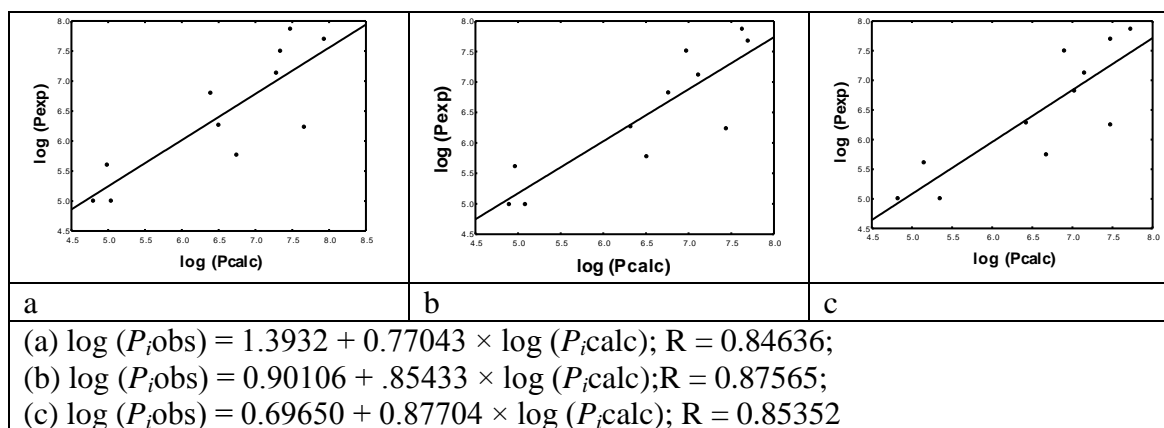 8.0
7.5
7.0
6.5
6.0
5.5
5.0
4.5
log (Pexp)
4.5 5.0 5.5 6.0 6.5 7.0 7.5 8.0 8.5
log (Pcalc)
8.0
7.5
7.0
6.5
6.0
5.5
5.0
4.5
log (Pexp)
4.5 5.0 5.5 6.0 6.5 7.0 7.5 8.0
log (Pcalc)
8.0
7.5
7.0
6.5
6.0
5.5
5.0
4.5
log (Pexp)
4.5 5.0 5.5 6.0 6.5 7.0 7.5 8.0
log (Pcalc)
a b c
(a) log (Piobs) = 1.3932 + 0.77043 × log (Picalc); R = 0.84636;
(b) log (Piobs) = 0.90106 + .85433 × log (Picalc);R = 0.87565;
(c) log (Piobs) = 0.69650 + 0.87704 × log (Picalc); R = 0.85352